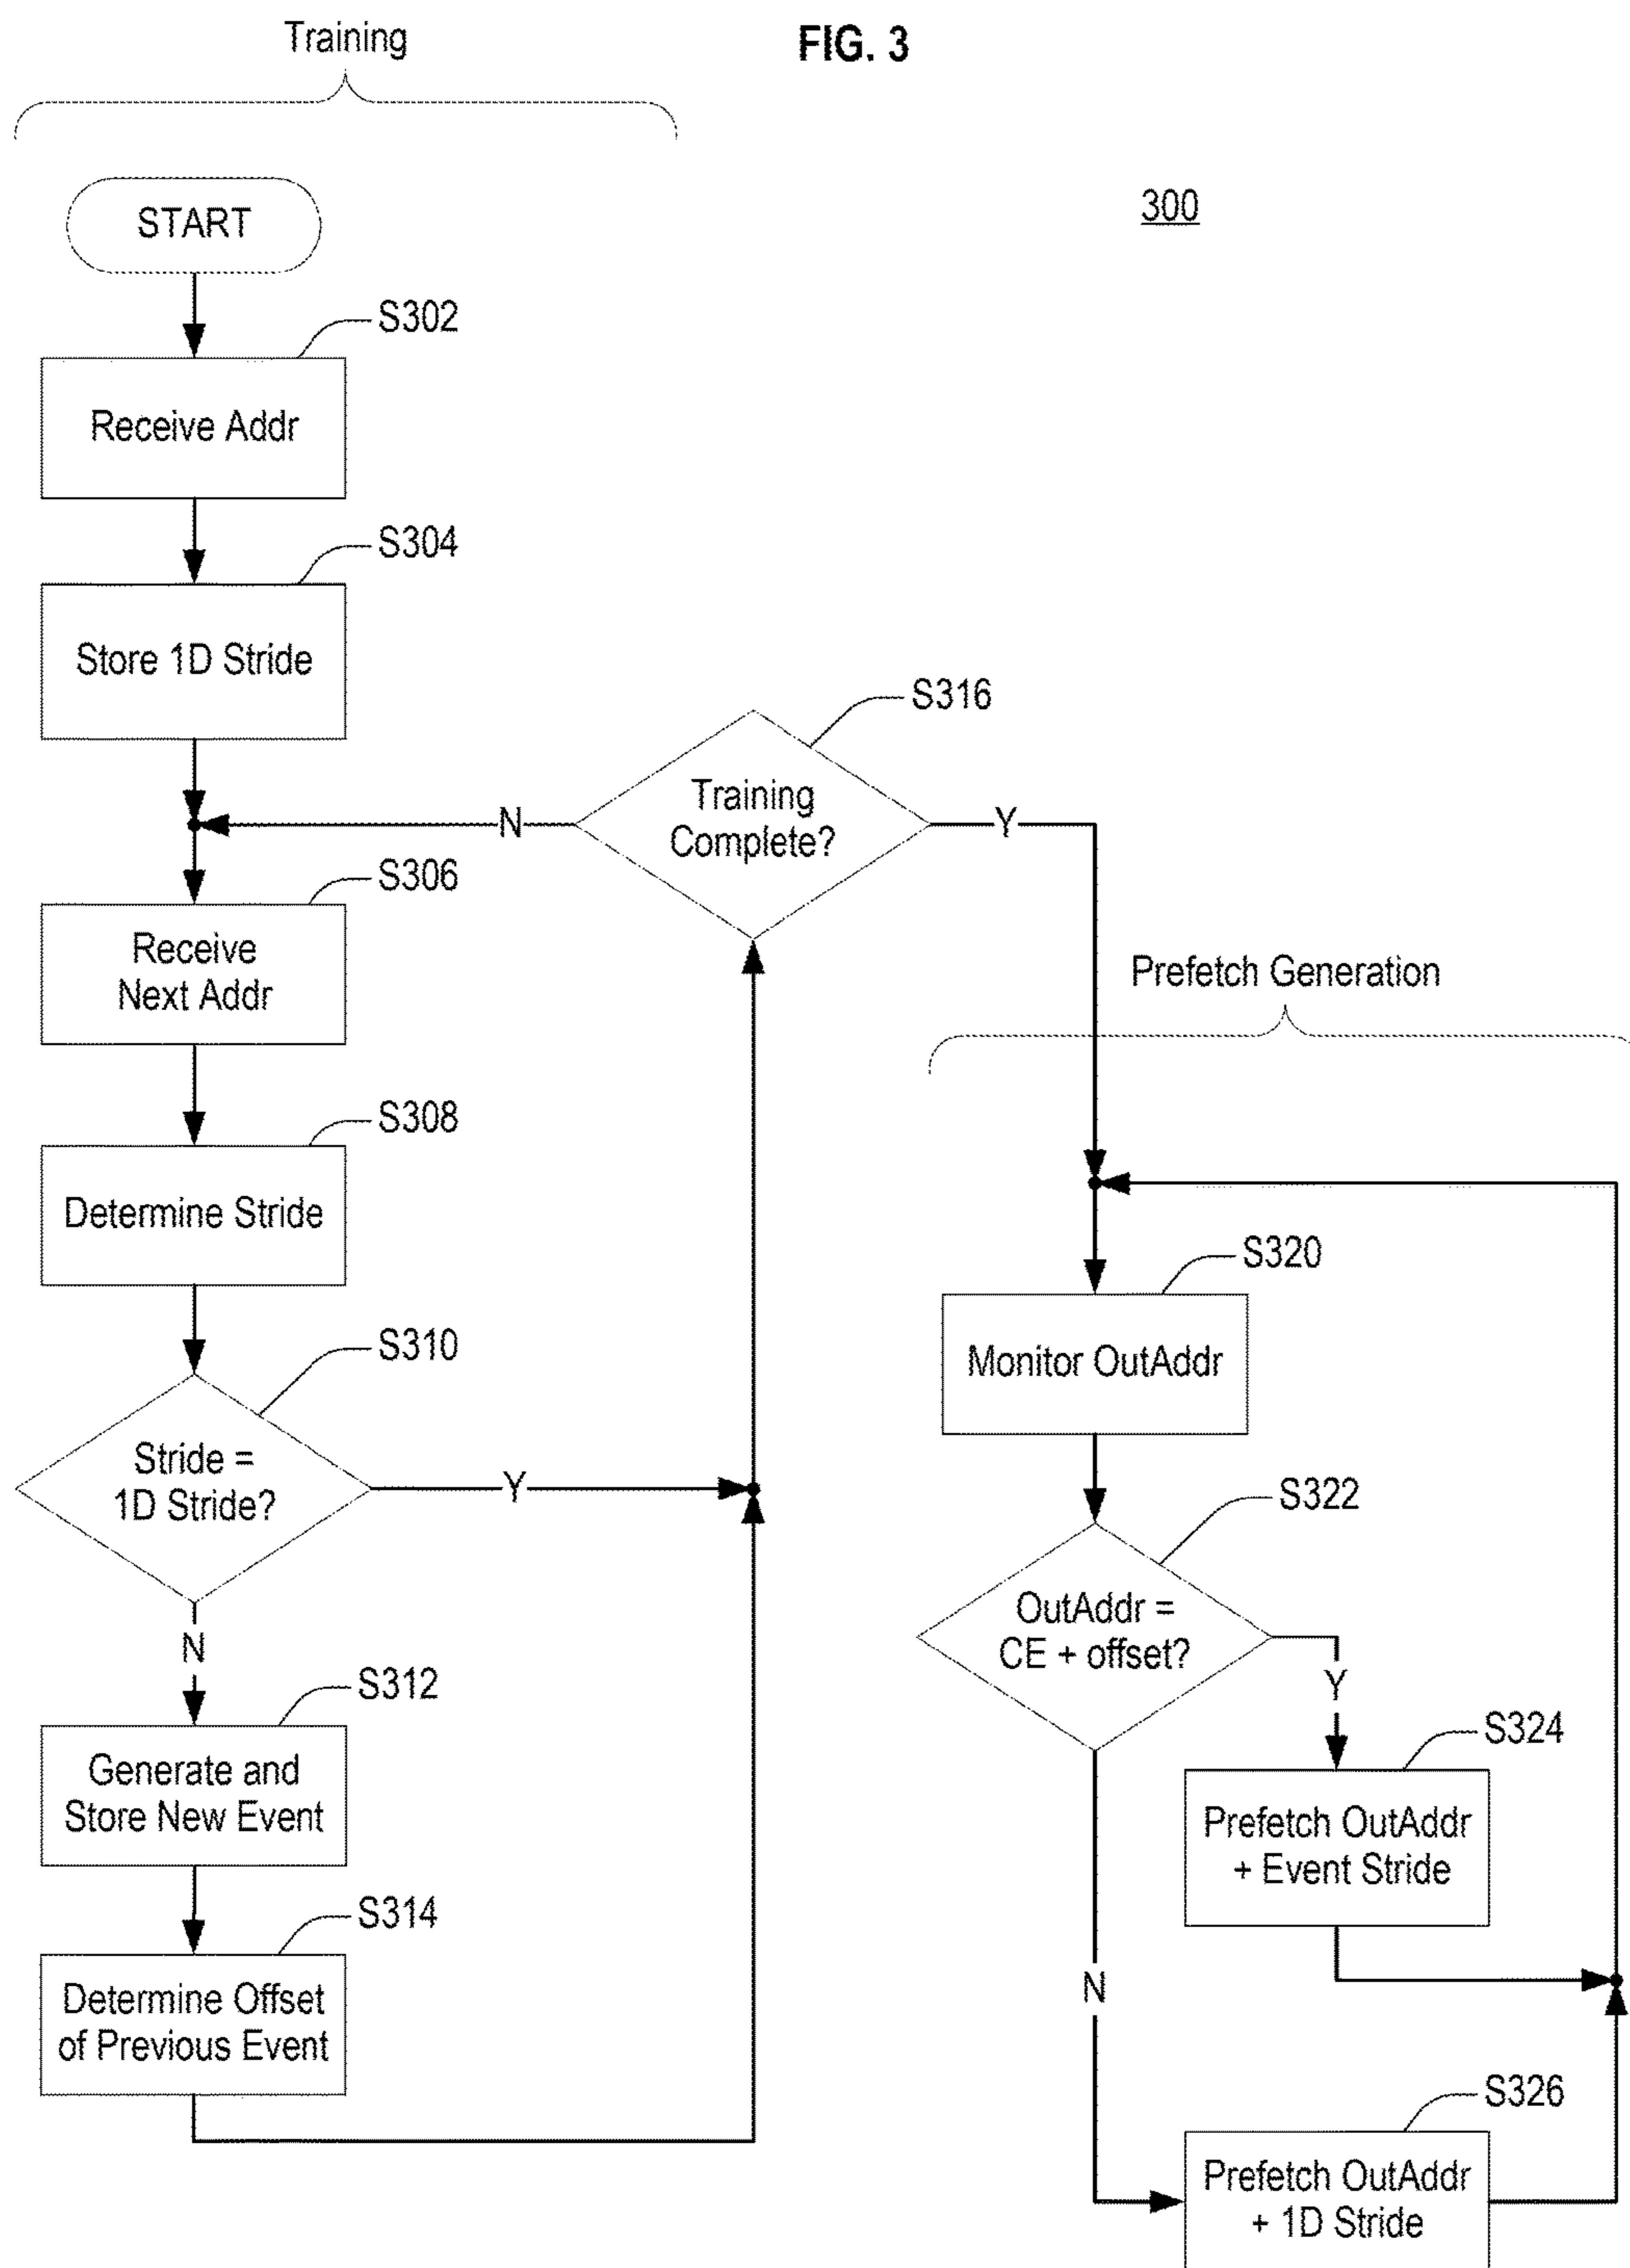 Training
FIG. 3
300
START
S302
Receive Addr
S304
Store 1D Stride
S316
Training
Complete?
N
Y
S306
Receive
Next Addr
Prefetch Generation
S308
Determine Stride
S320
Monitor OutAddr
S310
Stride =
1D Stride?
Y
N
S322
OutAddr =
CE + offset?
Y
N
S312
Generate and
Store New Event
S324
Prefetch OutAddr
+ Event Stride
S314
Determine Offset
of Previous Event
S326
Prefetch OutAddr
+ 1D Stride